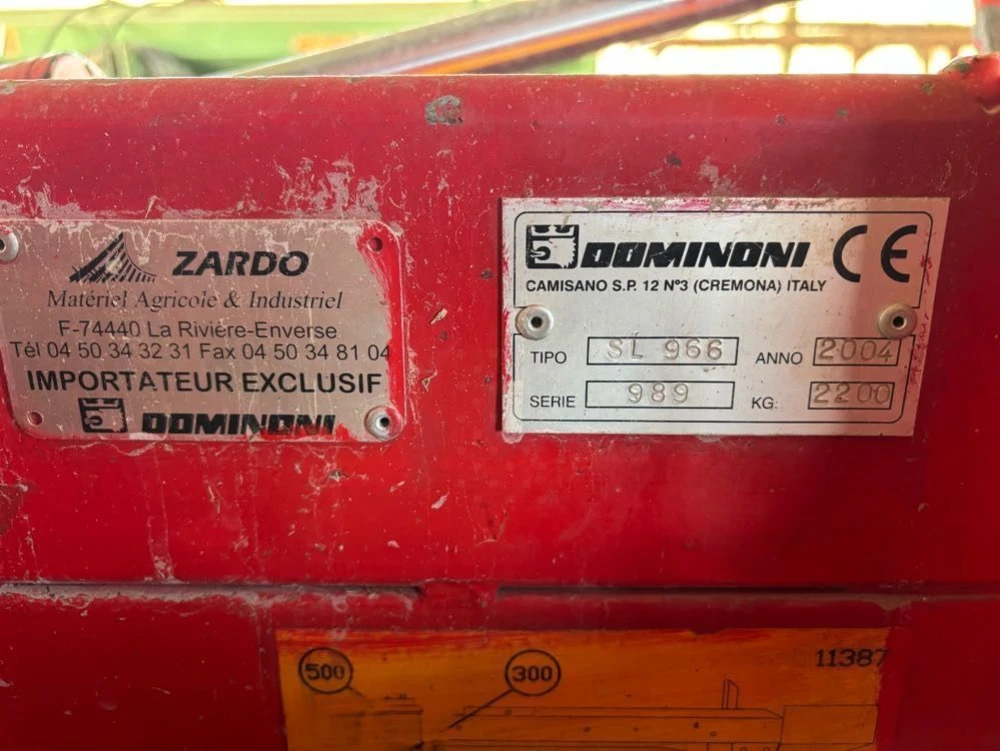 ZARDO
Matériel Agricole & Industriel
F-74440 La Rivière-Enverse
Tél 04 50 34 32 31 Fax 04 50 34 81 04
IMPORTATEUR EXCLUSIF
DOMINONI
DOMINONI CE
CAMISANO S.P. 12 N°3 (CREMONA) ITALY
TIPO SL 966 ANNO 2004
SERIE 989 KG: 2200
500 300 11387